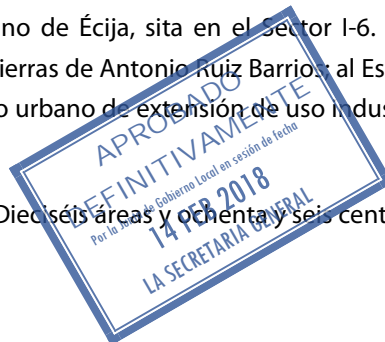 no de Écija, sita en el Sector I-6.
ierras de Antonio Ruiz Barrios; al Es
o urbano de extensión de uso indus
Dieciséis áreas y ochenta y seis cent
APROBADO
DEFINITIVAMENTE
Por la Junta de Gobierno Local en sesión de fecha
14 FEB 2018
LA SECRETARIA GENERAL